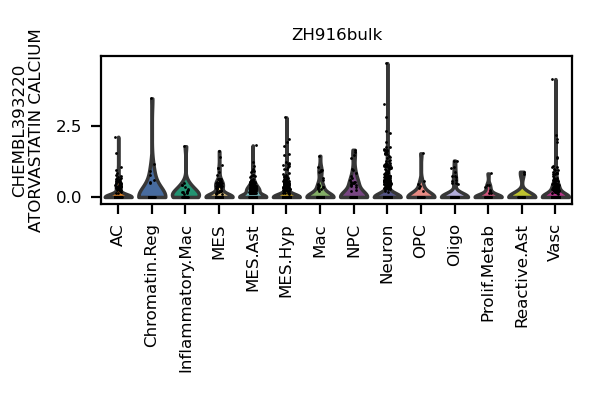 ZH916bulk
CHEMBL393220
ATORVASTATIN CALCIUM
2.5
0.0
AC
Chromatin.Reg
Inflammatory.Mac
MES
MES.Ast
MES.Hyp
Mac
NPC
Neuron
OPC
Oligo
Prolif.Metab
Reactive.Ast
Vasc